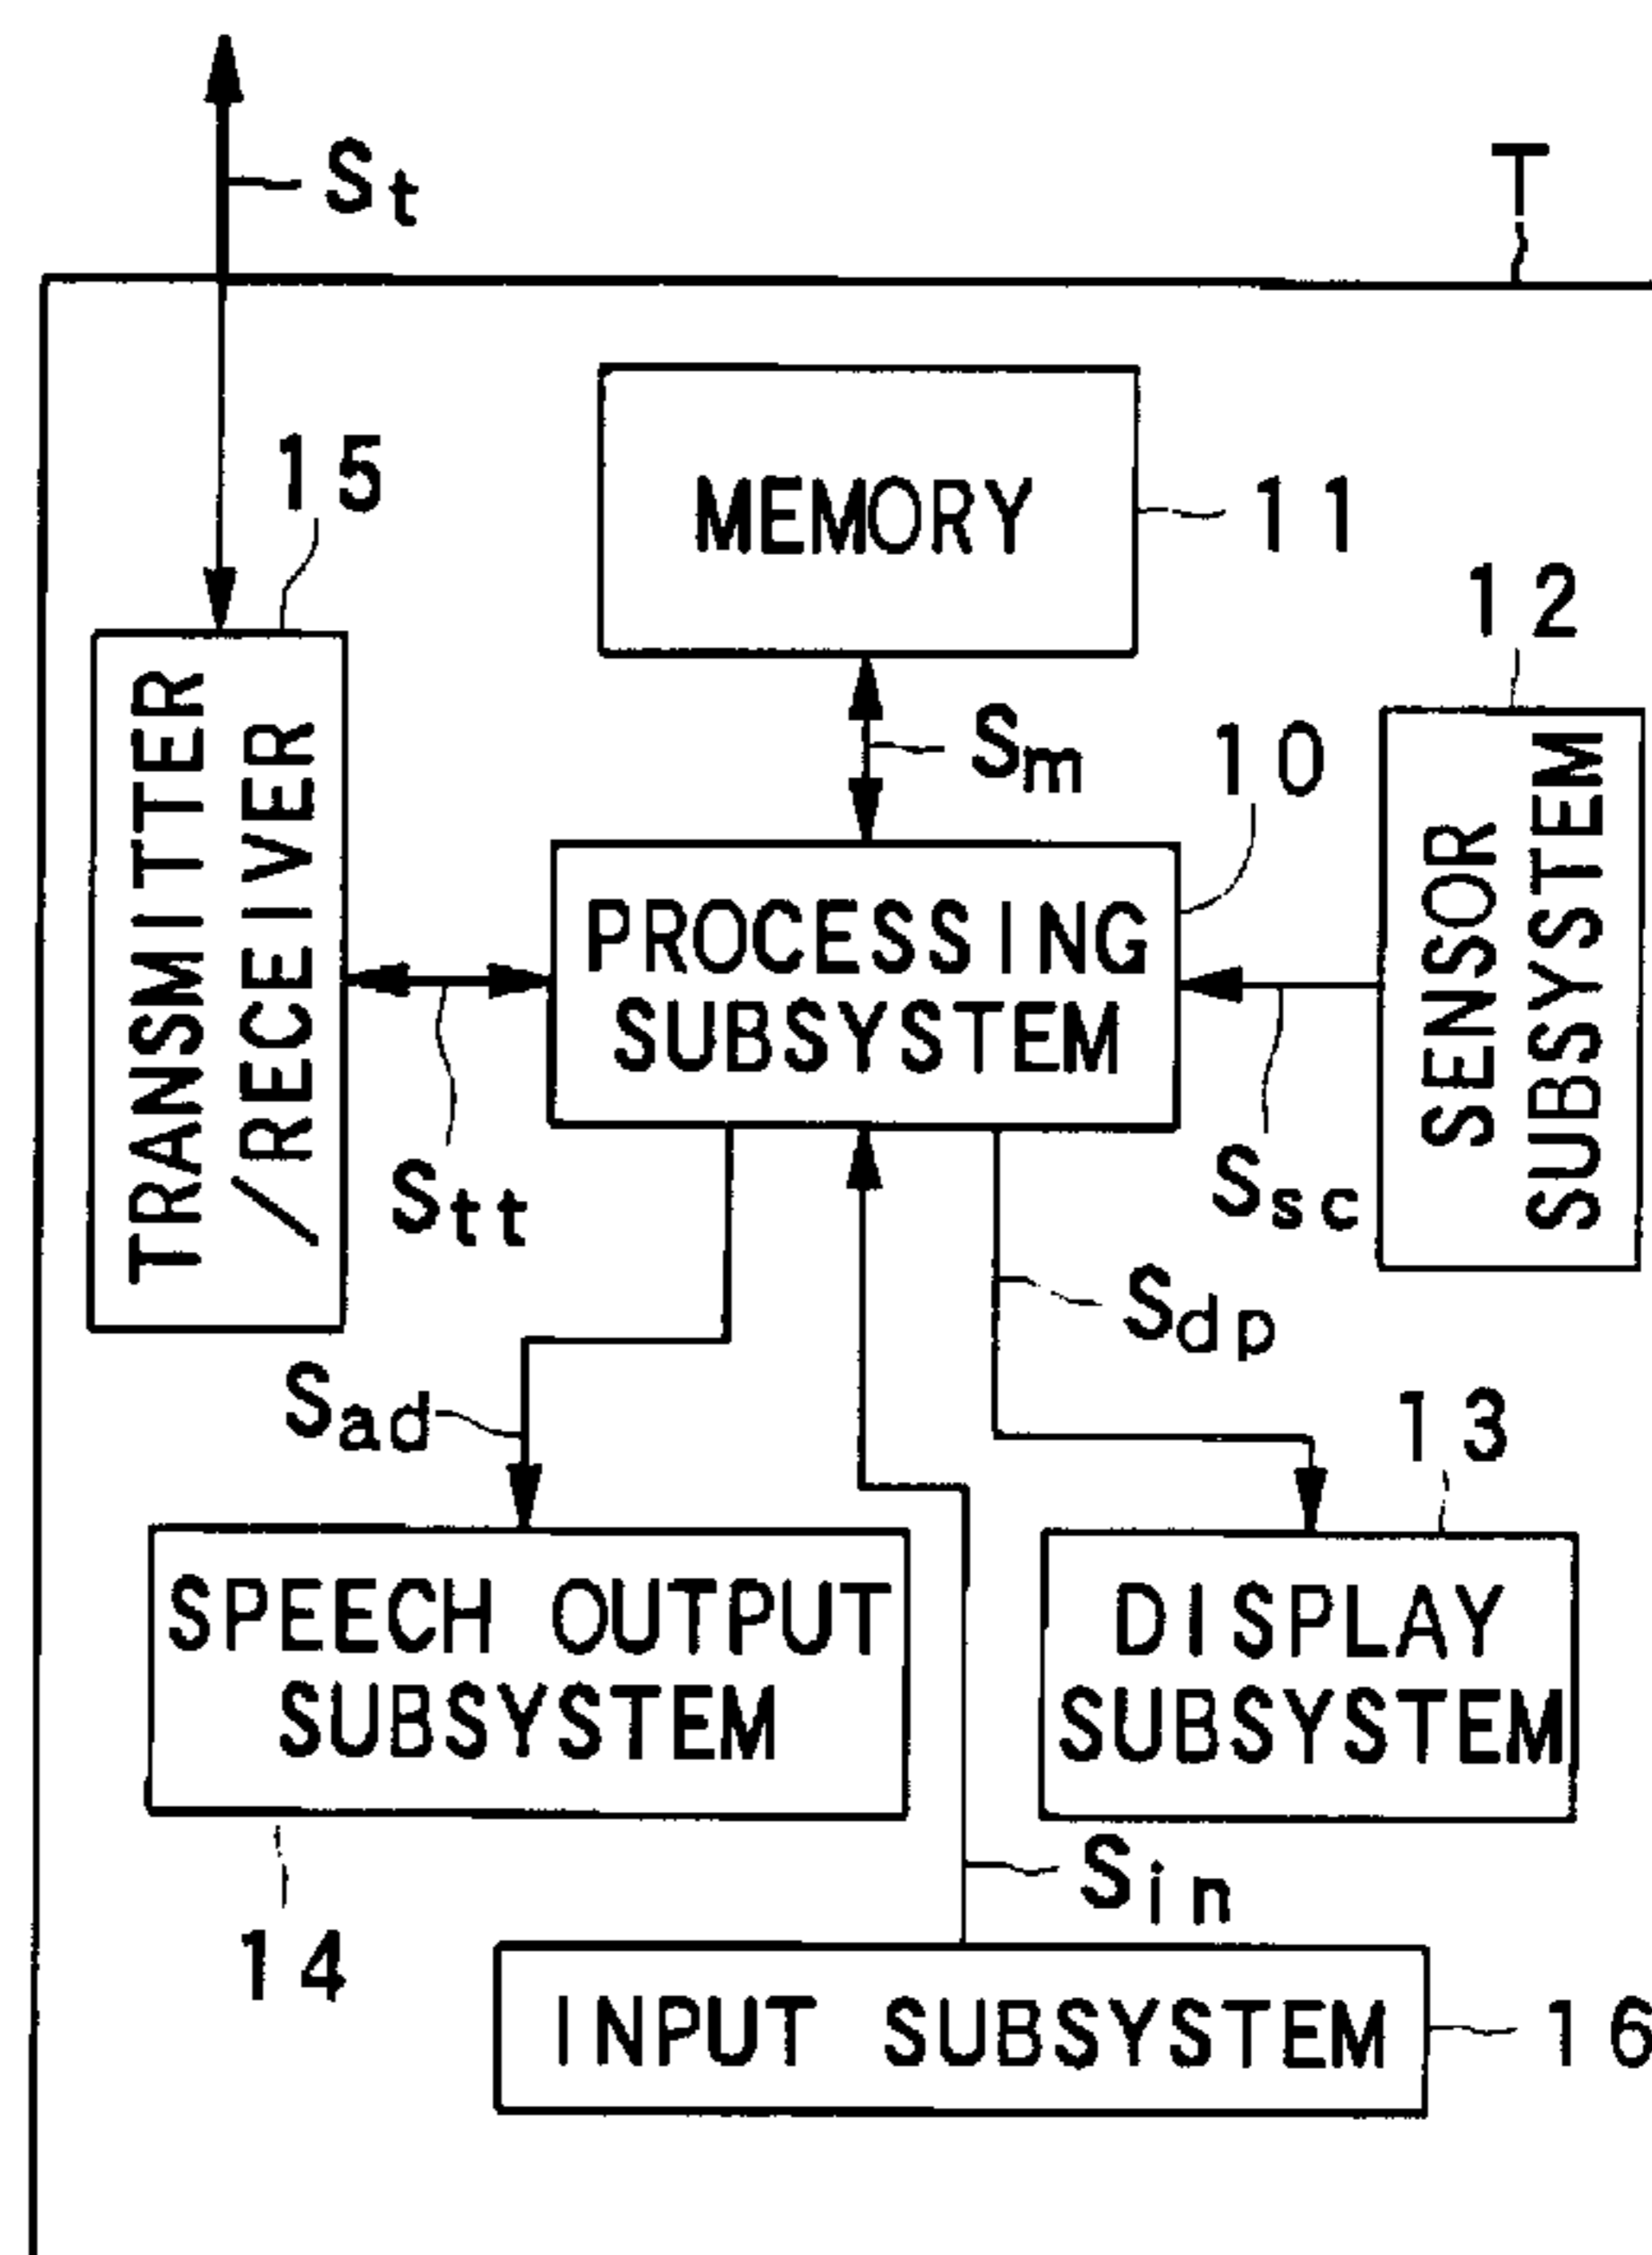 St
T
15
MEMORY
11
12
TRANSMITTER
/RECEIVER
Sm
10
SENSOR
SUBSYSTEM
PROCESSING
SUBSYSTEM
Stt
Ssc
Sdp
Sad
13
SPEECH OUTPUT
SUBSYSTEM
DISPLAY
SUBSYSTEM
Sin
14
INPUT SUBSYSTEM
16